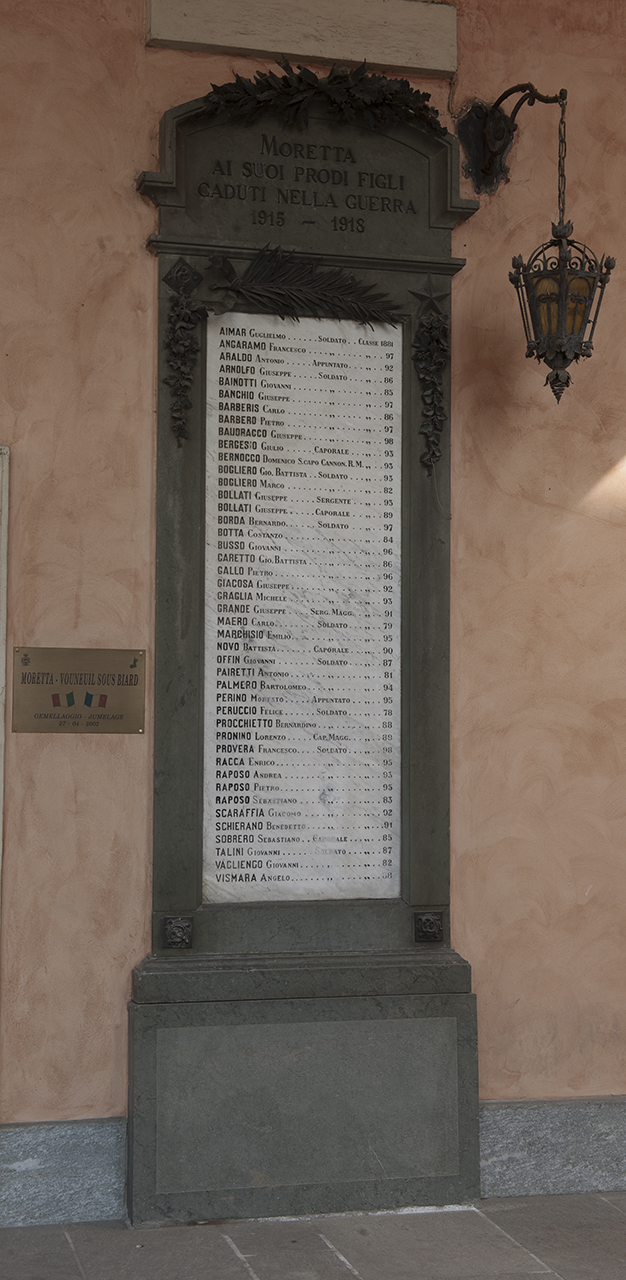 MORETTA
AI SUOI PRODI FIGLI
CADUTI NELLA GUERRA
1915 — 1918
AIMAR GUGLIELMO ...... SOLDATO .. CLASSE 1881
ANGARAMO FRANCESCO ...... „ ...... „ .. 97
ARALDO ANTONIO ...... APPUNTATO ...... „ .. 92
ARNOLFO GIUSEPPE ...... SOLDATO ...... „ .. 86
BAINOTTI GIOVANNI ...... „ ...... „ .. 85
BANCHIO GIUSEPPE ...... „ ...... „ .. 97
BARBERIS CARLO ...... „ ...... „ .. 86
BARBERO PIETRO ...... „ ...... „ .. 97
BAUDRACCO GIUSEPPE ...... „ ...... „ .. 98
BERGESIO GIULIO ...... CAPORALE ...... „ .. 93
BERNOCCO DOMENICO S.CAPO CANNON. R.M. .. „ .. 93
BOGLIERO GIO. BATTISTA .. SOLDATO ...... „ .. 93
BOGLIERO MARCO ...... „ ...... „ .. 82
BOLLATI GIUSEPPE ...... SERGENTE ...... „ .. 93
BOLLATI GIUSEPPE ...... CAPORALE ...... „ .. 89
BORDA BERNARDO ...... SOLDATO ...... „ .. 97
BOTTA COSTANZO ...... „ ...... „ .. 84
BUSSO GIOVANNI ...... „ ...... „ .. 96
CARETTO GIO. BATTISTA ...... „ ...... „ .. 86
GALLO PIETRO ...... „ ...... „ .. 96
GIACOSA GIUSEPPE ...... „ ...... „ .. 92
GRAGLIA MICHELE ...... „ ...... „ .. 93
GRANDE GIUSEPPE .... SERG. MAGG. ... „ .. 91
MAERO CARLO ...... SOLDATO ...... „ .. 79
MARCHISIO EMILIO ...... „ ...... „ .. 95
NOVO BATTISTA ...... CAPORALE ...... „ .. 90
OFFIN GIOVANNI ...... SOLDATO ...... „ .. 87
PAIRETTI ANTONIO ...... „ ...... „ .. 81
PALMERO BARTOLOMEO ...... „ ...... „ .. 94
PERINO MODESTO ...... APPUNTATO ...... „ .. 95
PERUCCIO FELICE ...... SOLDATO ...... „ .. 78
PROCCHIETTO BERNARDINO ...... „ ...... „ .. 88
PRONINO LORENZO ...... CAP. MAGG. ... „ .. 89
PROVERA FRANCESCO ...... SOLDATO ...... „ .. 98
RACCA ENRICO ...... „ ...... „ .. 95
RAPOSO ANDREA ...... „ ...... „ .. 93
RAPOSO PIETRO ...... „ ...... „ .. 95
RAPOSO SEBASTIANO ...... „ ...... „ .. 83
SCARAFFIA GIACOMO ...... „ ...... „ .. 92
SCHIERANO BENEDETTO ...... „ ...... „ .. 91
SOBRERO SEBASTIANO .. CAPORALE ...... „ .. 85
TALINI GIOVANNI ...... SOLDATO ...... „ .. 87
VAGLIENGO GIOVANNI ...... „ ...... „ .. 82
VISMARA ANGELO ...... „ ...... „ ..
MORETTA - VOUNEUIL SOUS BIARD
GEMELLAGGIO - JUMELAGE